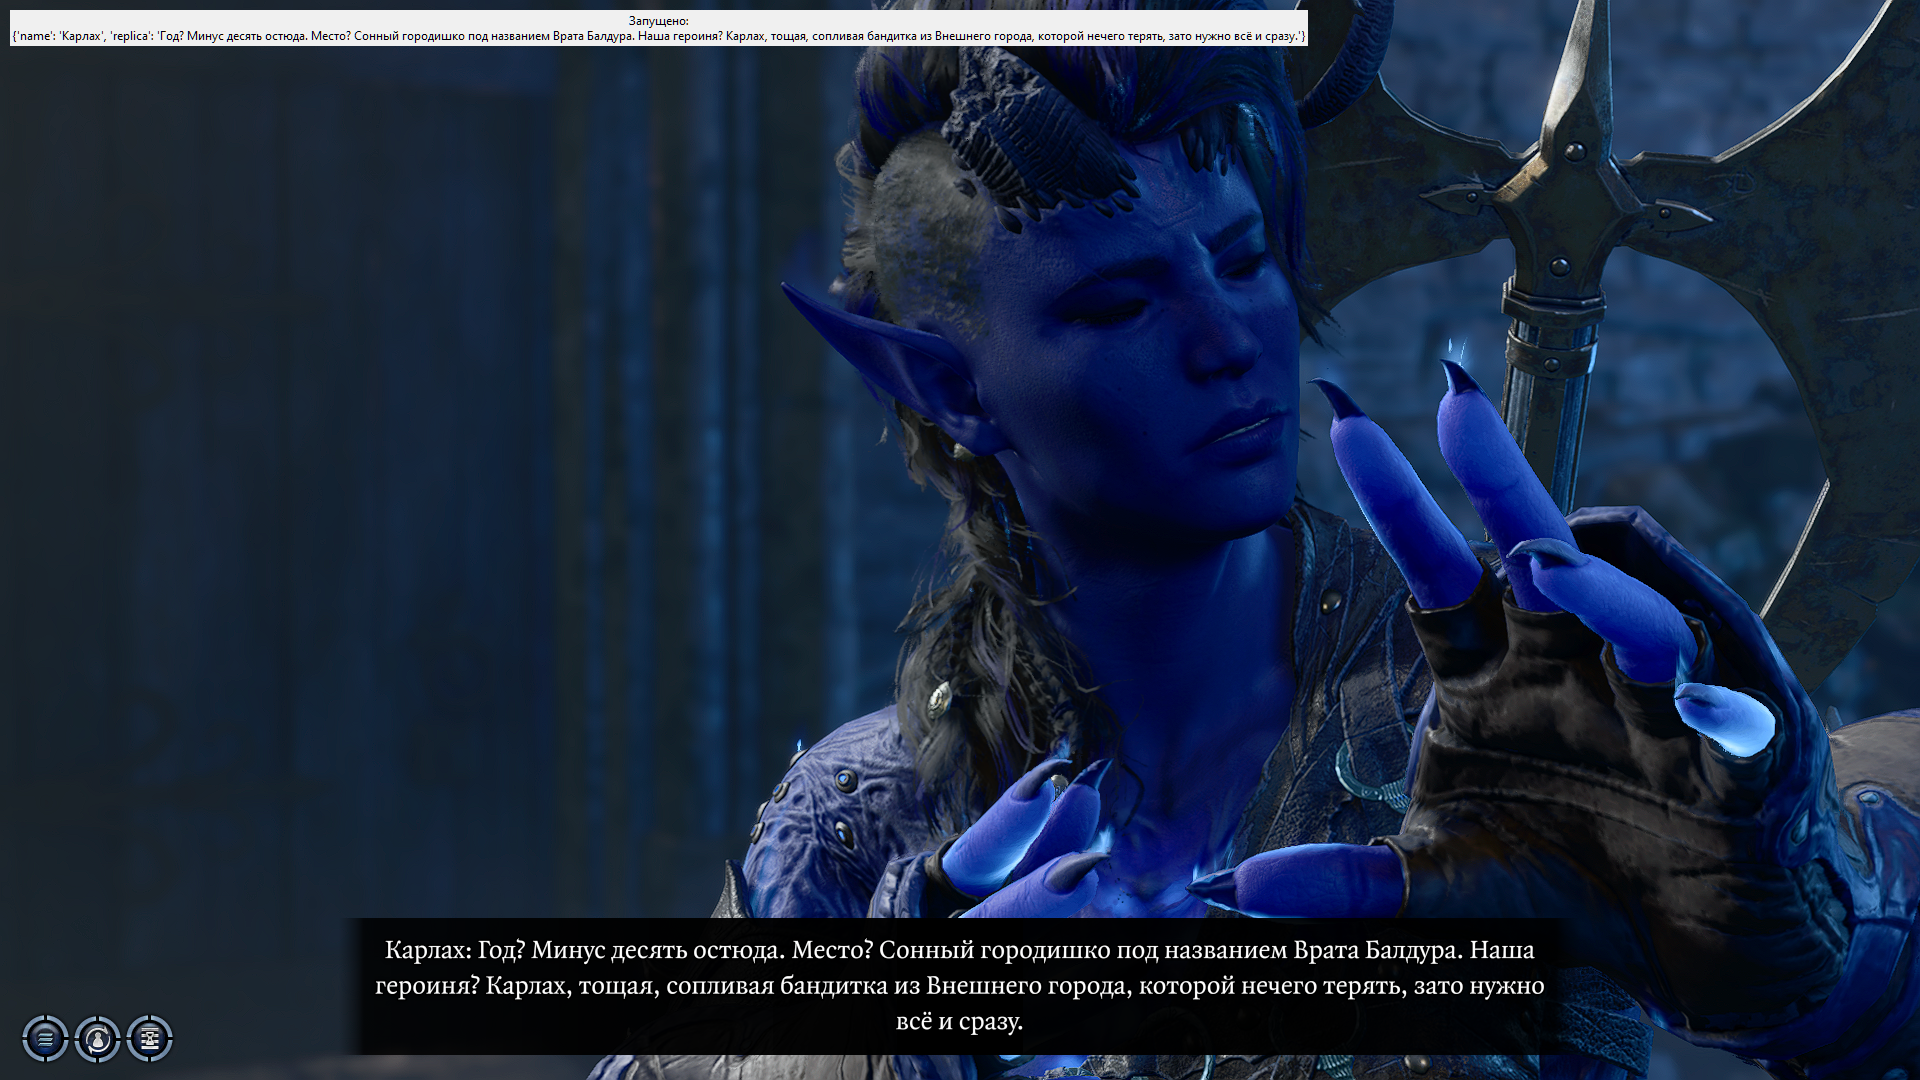 Запущено:
{'name': 'Карлах', 'replica': 'Год? Минус десять остюда. Место? Сонный городишко под названием Врата Балдура. Наша героиня? Карлах, тощая, сопливая бандитка из Внешнего города, которой нечего терять, зато нужно всё и сразу.'}
Карлах: Год? Минус десять остюда. Место? Сонный городишко под названием Врата Балдура. Наша
героиня? Карлах, тощая, сопливая бандитка из Внешнего города, которой нечего терять, зато нужно
всё и сразу.